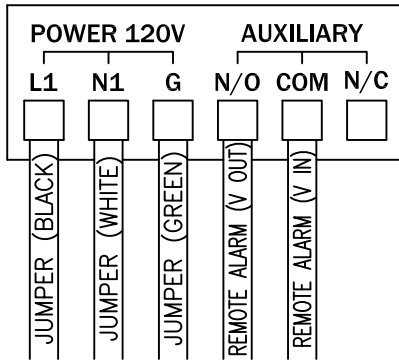 POWER 120V AUXILIARY
L1 N1 G N/O COM N/C
JUMPER (BLACK)
JUMPER (WHITE)
JUMPER (GREEN)
REMOTE ALARM (V OUT)
REMOTE ALARM (V IN)